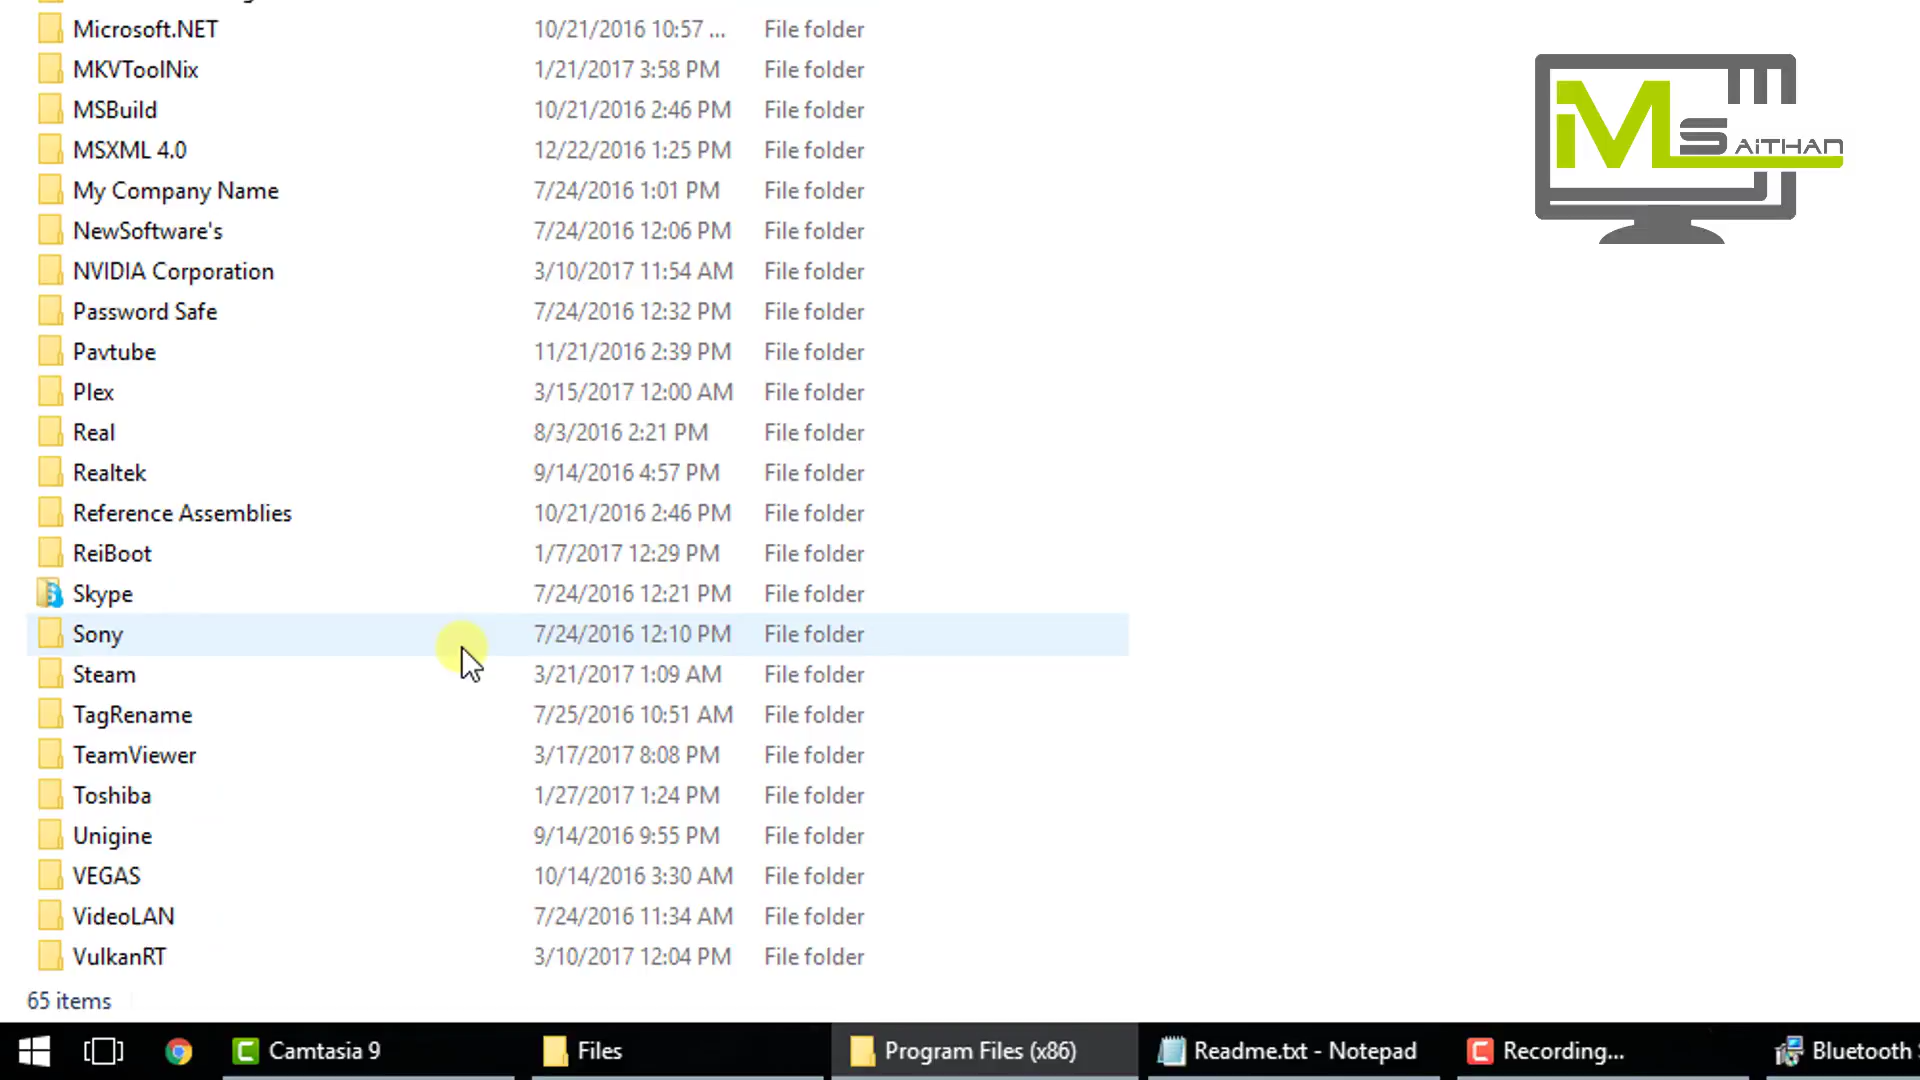 Microsoft.NET 10/21/2016 10:57 ... File folder
MKVToolNix 1/21/2017 3:58 PM File folder
MSBuild 10/21/2016 2:46 PM File folder
MSXML 4.0 12/22/2016 1:25 PM File folder
My Company Name 7/24/2016 1:01 PM File folder
NewSoftware's 7/24/2016 12:06 PM File folder
NVIDIA Corporation 3/10/2017 11:54 AM File folder
Password Safe 7/24/2016 12:32 PM File folder
Pavtube 11/21/2016 2:39 PM File folder
Plex 3/15/2017 12:00 AM File folder
Real 8/3/2016 2:21 PM File folder
Realtek 9/14/2016 4:57 PM File folder
Reference Assemblies 10/21/2016 2:46 PM File folder
ReiBoot 1/7/2017 12:29 PM File folder
Skype 7/24/2016 12:21 PM File folder
Sony 7/24/2016 12:10 PM File folder
Steam 3/21/2017 1:09 AM File folder
TagRename 7/25/2016 10:51 AM File folder
TeamViewer 3/17/2017 8:08 PM File folder
Toshiba 1/27/2017 1:24 PM File folder
Unigine 9/14/2016 9:55 PM File folder
VEGAS 10/14/2016 3:30 AM File folder
VideoLAN 7/24/2016 11:34 AM File folder
VulkanRT 3/10/2017 12:04 PM File folder
65 items
Camtasia 9 Files Program Files (x86) Readme.txt - Notepad Recording... Bluetooth
iMSAiTHAN